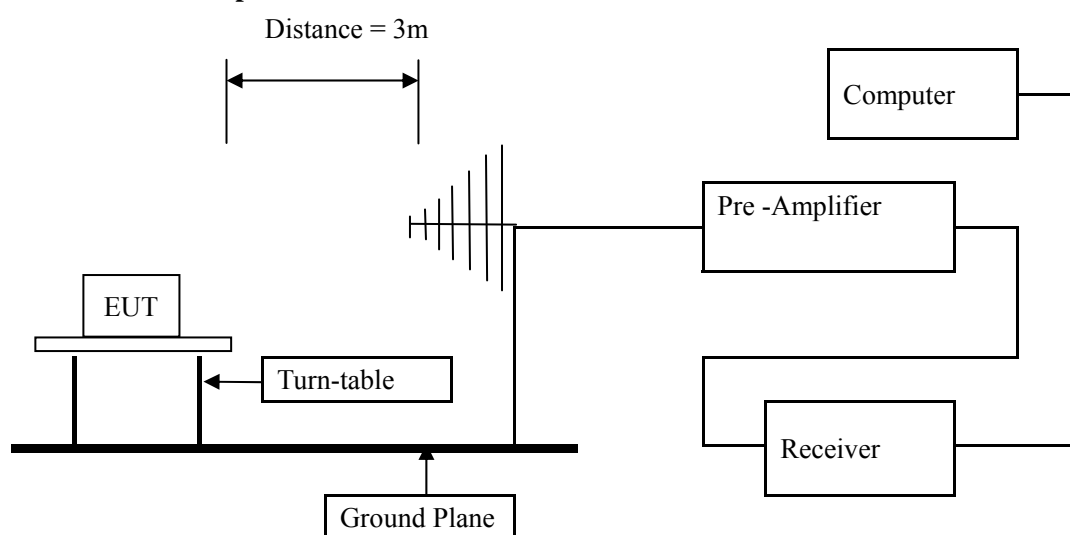 Distance = 3m
Computer
Pre -Amplifier
EUT
Turn-table
Receiver
Ground Plane